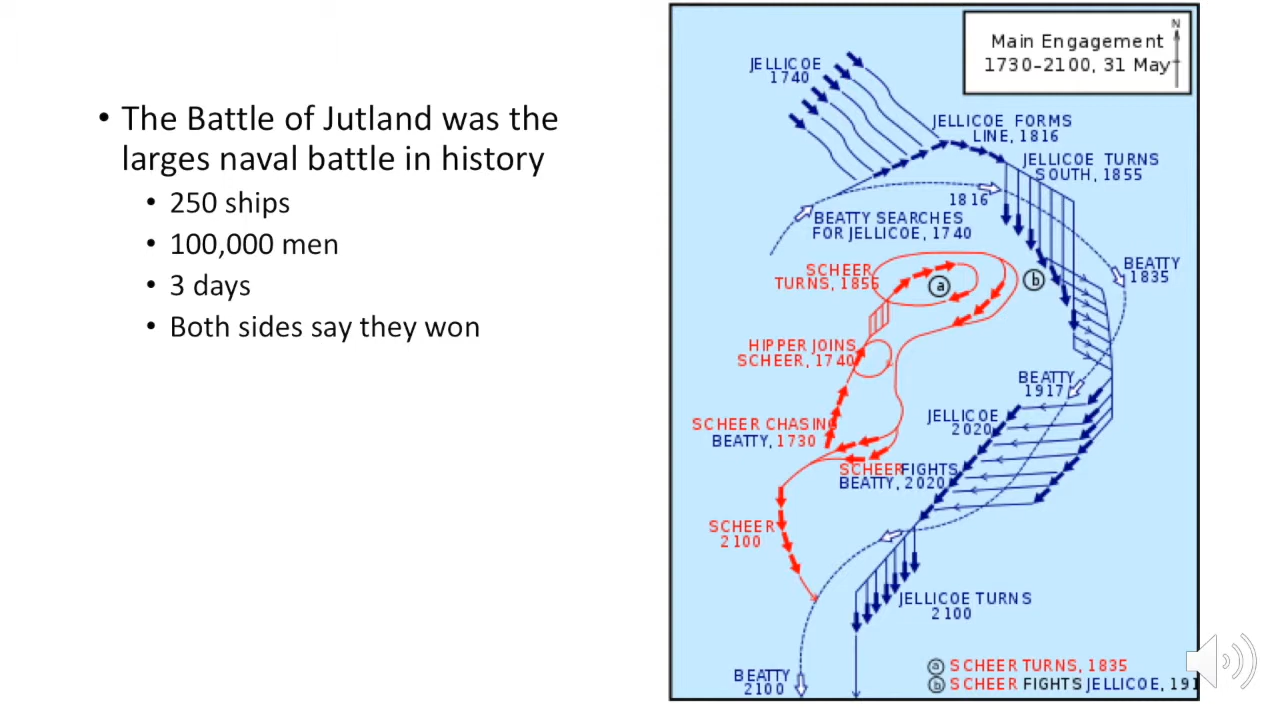 • The Battle of Jutland was the
larges naval battle in history
• 250 ships
• 100,000 men
• 3 days
• Both sides say they won
N
Main Engagement
1730–2100, 31 May
JELLICOE
1740
JELLICOE FORMS
LINE, 1816
JELLICOE TURNS
SOUTH, 1855
1816
BEATTY SEARCHES
FOR JELLICOE, 1740
BEATTY
1835
SCHEER
TURNS, 1856
a
b
HIPPER JOINS
SCHEER, 1740
BEATTY
1917
JELLICOE
2020
SCHEER CHASING
BEATTY, 1730
SCHEER FIGHTS
BEATTY, 2020
SCHEER
2100
JELLICOE TURNS
2100
BEATTY
2100
a SCHEER TURNS, 1835
b SCHEER FIGHTS JELLICOE, 191